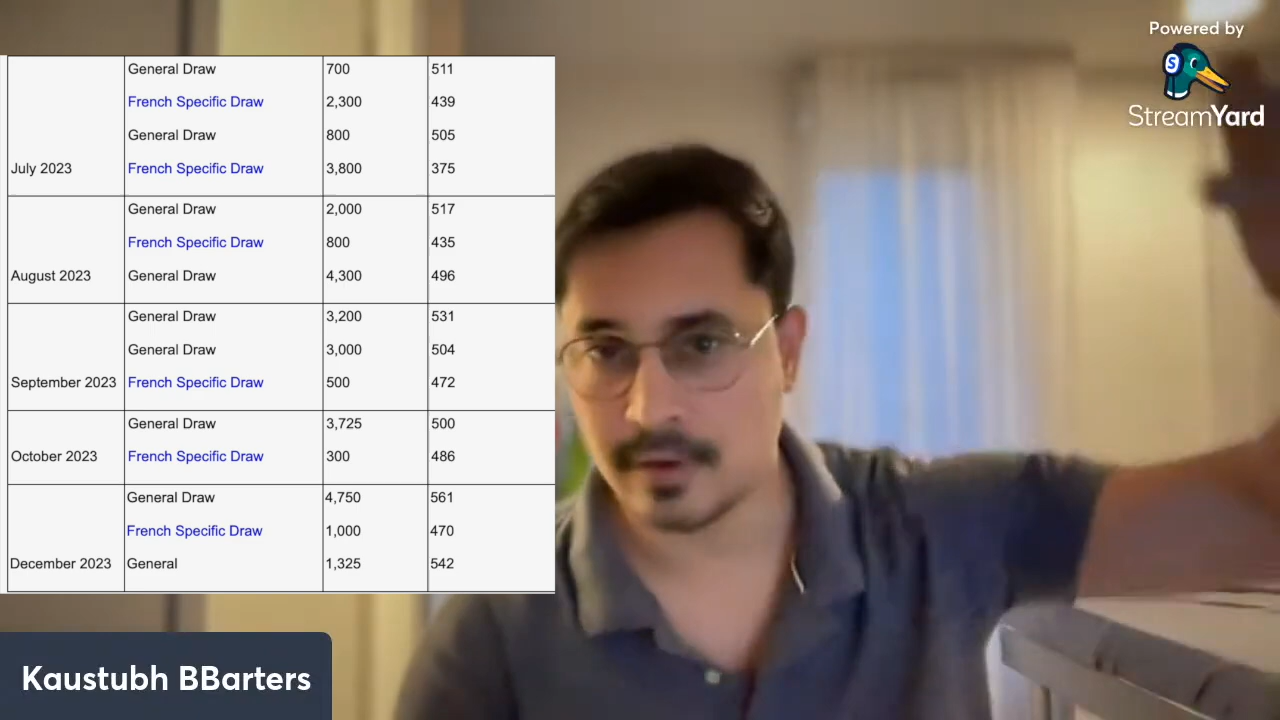 Powered by
StreamYard
General Draw 700 511
French Specific Draw 2,300 439
General Draw 800 505
July 2023 French Specific Draw 3,800 375
General Draw 2,000 517
French Specific Draw 800 435
August 2023 General Draw 4,300 496
General Draw 3,200 531
General Draw 3,000 504
September 2023 French Specific Draw 500 472
General Draw 3,725 500
October 2023 French Specific Draw 300 486
General Draw 4,750 561
French Specific Draw 1,000 470
December 2023 General 1,325 542
Kaustubh BBarters